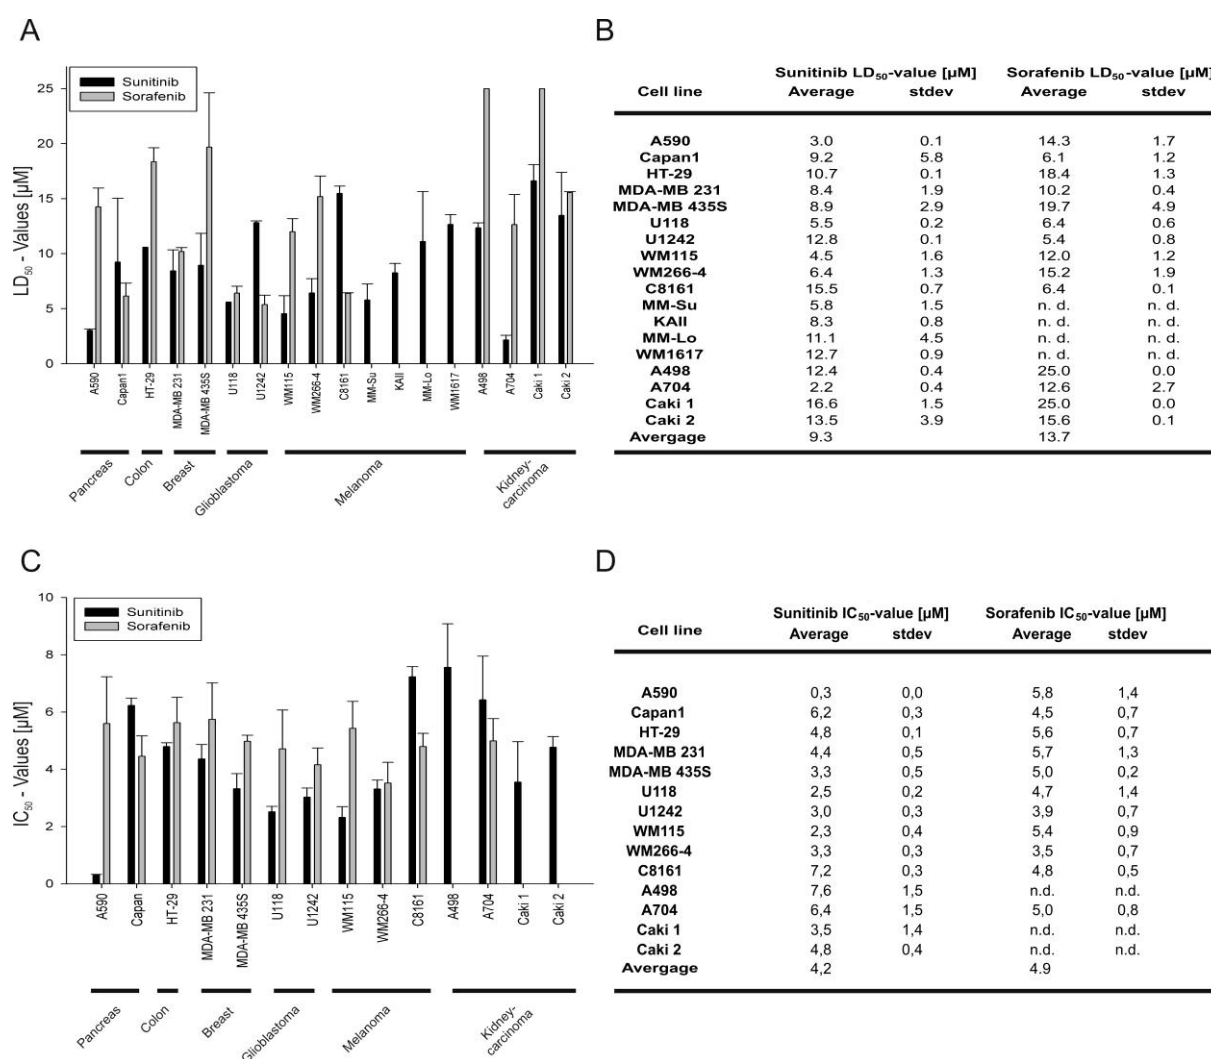 A
Sunitinib
Sorafenib
LD50 - Values [µM]
25
20
15
10
5
0
A590
Capan1
HT-29
MDA-MB 231
MDA-MB 435S
U118
U1242
WM115
WM266-4
C8161
MM-Su
KAII
MM-Lo
WM1617
A498
A704
Caki 1
Caki 2
Pancreas
Colon
Breast
Glioblastoma
Melanoma
Kidney-
carcinoma
B
Sunitinib LD50-value [µM] Sorafenib LD50-value [µM]
Cell line Average stdev Average stdev
A590 3.0 0.1 14.3 1.7
Capan1 9.2 5.8 6.1 1.2
HT-29 10.7 0.1 18.4 1.3
MDA-MB 231 8.4 1.9 10.2 0.4
MDA-MB 435S 8.9 2.9 19.7 4.9
U118 5.5 0.2 6.4 0.6
U1242 12.8 0.1 5.4 0.8
WM115 4.5 1.6 12.0 1.2
WM266-4 6.4 1.3 15.2 1.9
C8161 15.5 0.7 6.4 0.1
MM-Su 5.8 1.5 n. d. n. d.
KAII 8.3 0.8 n. d. n. d.
MM-Lo 11.1 4.5 n. d. n. d.
WM1617 12.7 0.9 n. d. n. d.
A498 12.4 0.4 25.0 0.0
A704 2.2 0.4 12.6 2.7
Caki 1 16.6 1.5 25.0 0.0
Caki 2 13.5 3.9 15.6 0.1
Avergage 9.3 13.7
C
Sunitinib
Sorafenib
IC50 - Values [µM]
10
8
6
4
2
0
A590
Capan
HT-29
MDA-MB 231
MDA-MB 435S
U118
U1242
WM115
WM266-4
C8161
A498
A704
Caki 1
Caki 2
Pancreas
Colon
Breast
Glioblastoma
Melanoma
Kidney-
carcinoma
D
Sunitinib IC50-value [µM] Sorafenib IC50-value [µM]
Cell line Average stdev Average stdev
A590 0,3 0,0 5,8 1,4
Capan1 6,2 0,3 4,5 0,7
HT-29 4,8 0,1 5,6 0,7
MDA-MB 231 4,4 0,5 5,7 1,3
MDA-MB 435S 3,3 0,5 5,0 0,2
U118 2,5 0,2 4,7 1,4
U1242 3,0 0,3 3,9 0,7
WM115 2,3 0,4 5,4 0,9
WM266-4 3,3 0,3 3,5 0,7
C8161 7,2 0,3 4,8 0,5
A498 7,6 1,5 n.d. n.d.
A704 6,4 1,5 5,0 0,8
Caki 1 3,5 1,4 n.d. n.d.
Caki 2 4,8 0,4 n.d. n.d.
Avergage 4,2 4.9